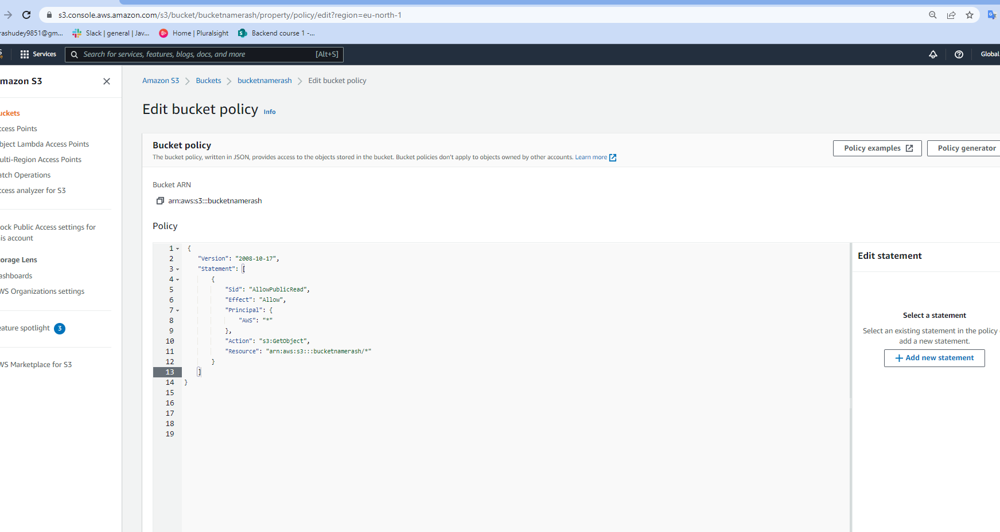 s3.console.aws.amazon.com/s3/bucket/bucketnamerash/property/policy/edit?region=eu-north-1
rashudey9851@gm...
Slack | general | Jav...
Home | Pluralsight
Backend course 1 -...
Services
Search for services, features, blogs, docs, and more
[Alt+S]
Global
mazon S3
uckets
ccess Points
bject Lambda Access Points
ulti-Region Access Points
atch Operations
ccess analyzer for S3
ock Public Access settings for
is account
orage Lens
ashboards
WS Organizations settings
eature spotlight 3
WS Marketplace for S3
Amazon S3 > Buckets > bucketnamerash > Edit bucket policy
Edit bucket policy Info
Bucket policy
The bucket policy, written in JSON, provides access to the objects stored in the bucket. Bucket policies don't apply to objects owned by other accounts. Learn more
Policy examples
Policy generator
Bucket ARN
arn:aws:s3:::bucketnamerash
Policy
1 {
2 "Version": "2008-10-17",
3 "Statement": [
4 {
5 "Sid": "AllowPublicRead",
6 "Effect": "Allow",
7 "Principal": {
8 "AWS": "*"
9 },
10 "Action": "s3:GetObject",
11 "Resource": "arn:aws:s3:::bucketnamerash/*"
12 }
13 ]
14 }
15
16
17
18
19
Edit statement
Select a statement
Select an existing statement in the policy
add a new statement.
+ Add new statement